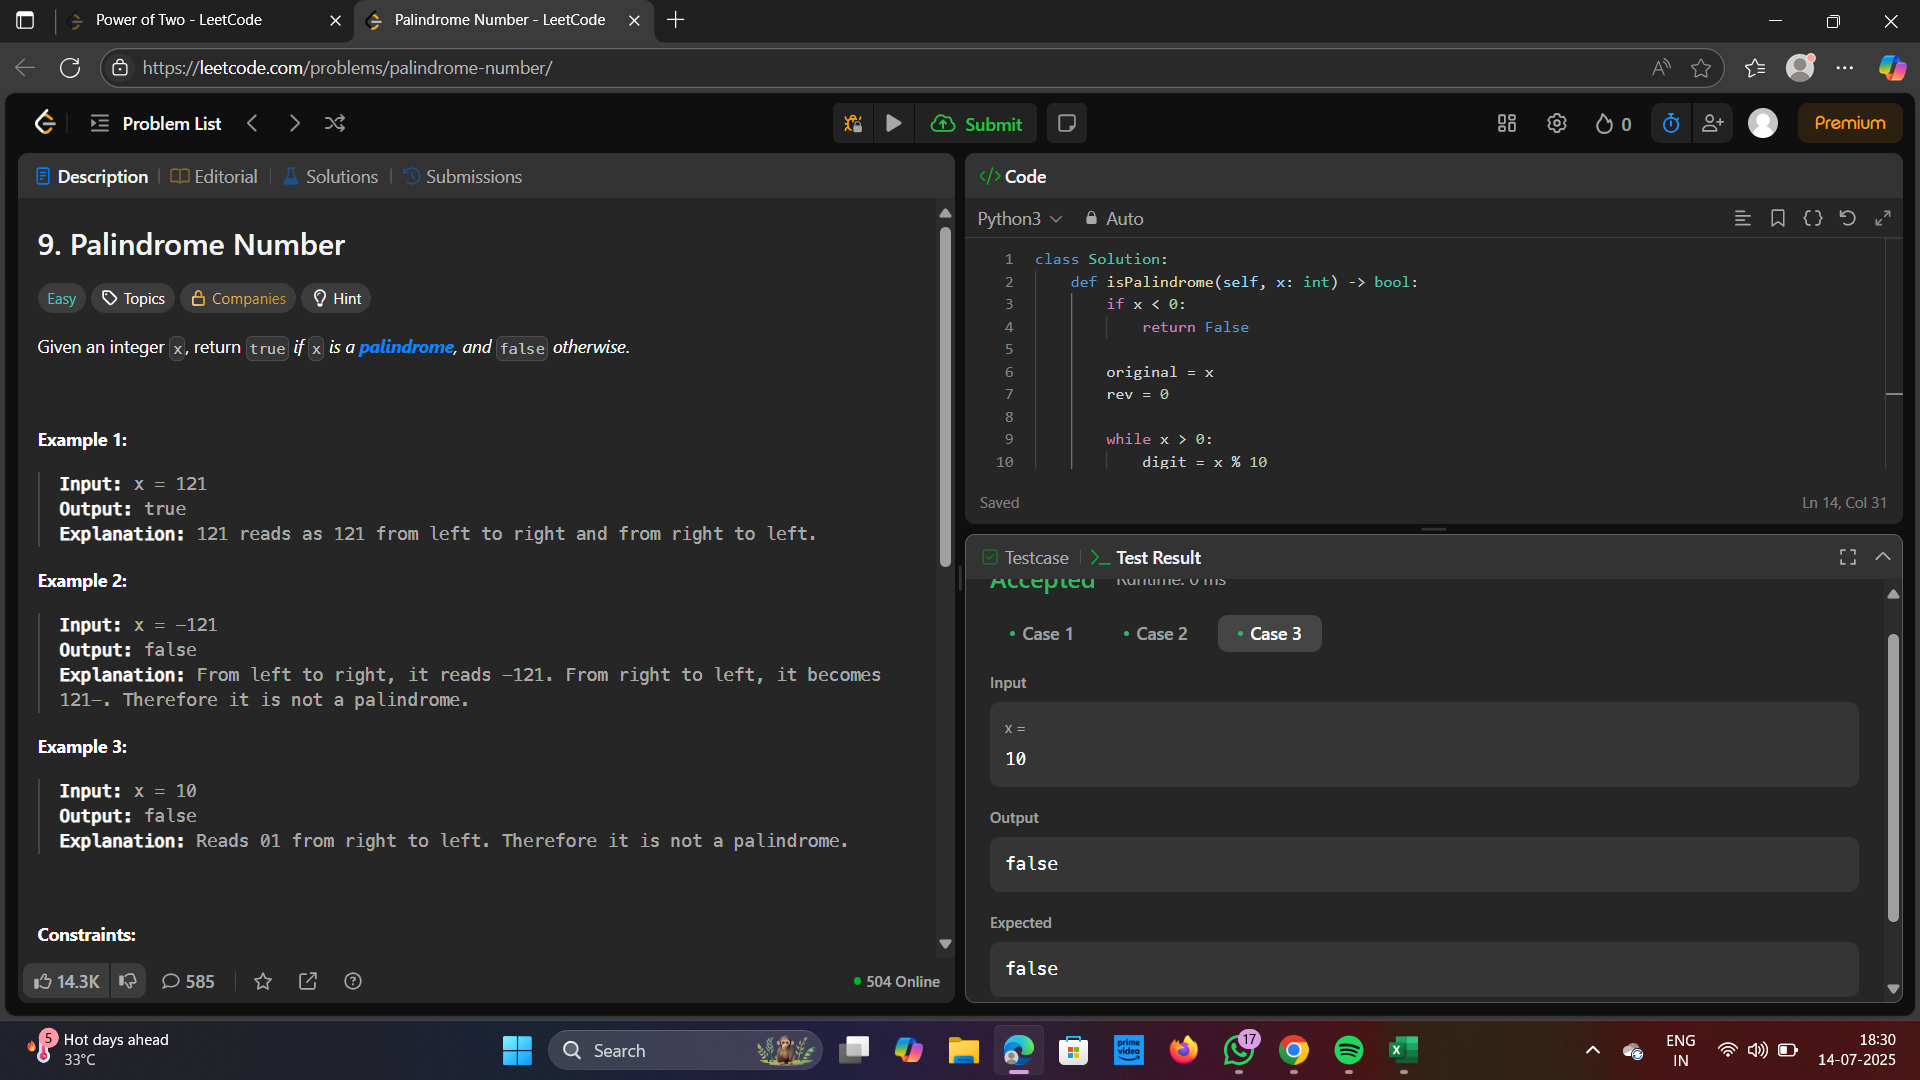 Power of Two - LeetCode
Palindrome Number - LeetCode
https://leetcode.com/problems/palindrome-number/
Problem List
Submit
0
Premium
Description
Editorial
Solutions
Submissions
9. Palindrome Number
Easy
Topics
Companies
Hint
Given an integer x, return true if x is a palindrome, and false otherwise.
Example 1:
Input: x = 121
Output: true
Explanation: 121 reads as 121 from left to right and from right to left.
Example 2:
Input: x = -121
Output: false
Explanation: From left to right, it reads -121. From right to left, it becomes
121-. Therefore it is not a palindrome.
Example 3:
Input: x = 10
Output: false
Explanation: Reads 01 from right to left. Therefore it is not a palindrome.
Constraints:
14.3K
585
504 Online
</> Code
Python3
Auto
1 class Solution:
2 def isPalindrome(self, x: int) -> bool:
3 if x < 0:
4 return False
5
6 original = x
7 rev = 0
8
9 while x > 0:
10 digit = x % 10
Saved
Ln 14, Col 31
Testcase
Test Result
Accepted
Runtime: 0 ms
Case 1
Case 2
Case 3
Input
x =
10
Output
false
Expected
false
5
Hot days ahead
33°C
Search
prime video
17
ENG
IN
18:30
14-07-2025